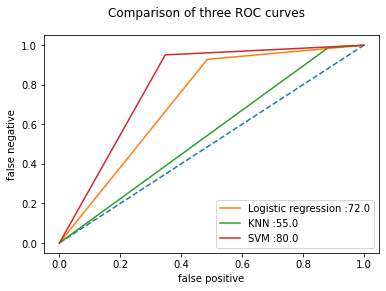 Comparison of three ROC curves
false negative
1.0
0.8
0.6
0.4
0.2
0.0
Logistic regression :72.0
KNN :55.0
SVM :80.0
0.0 0.2 0.4 0.6 0.8 1.0
false positive